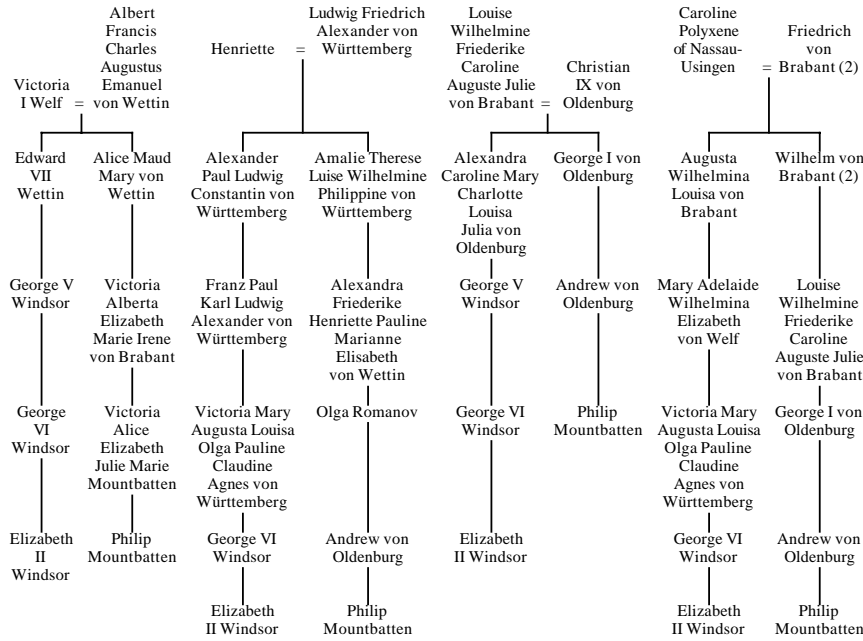 Albert
Francis
Charles
Augustus
Emanuel
von Wettin
Victoria
I Welf
=
Edward
VII
Wettin
Alice Maud
Mary von
Wettin
George V
Windsor
Victoria
Alberta
Elizabeth
Marie Irene
von Brabant
George
VI
Windsor
Victoria
Alice
Elizabeth
Julie Marie
Mountbatten
Elizabeth
II
Windsor
Philip
Mountbatten
Henriette
=
Ludwig Friedrich
Alexander von
Württemberg
Alexander
Paul Ludwig
Constantin von
Württemberg
Amalie Therese
Luise Wilhelmine
Philippine von
Württemberg
Franz Paul
Karl Ludwig
Alexander von
Württemberg
Alexandra
Friederike
Henriette Pauline
Marianne
Elisabeth
von Wettin
Victoria Mary
Augusta Louisa
Olga Pauline
Claudine
Agnes von
Württemberg
Olga Romanov
George VI
Windsor
Andrew von
Oldenburg
Elizabeth
II Windsor
Philip
Mountbatten
Louise
Wilhelmine
Friederike
Caroline
Auguste Julie
von Brabant
=
Christian
IX von
Oldenburg
Alexandra
Caroline Mary
Charlotte
Louisa
Julia von
Oldenburg
George I von
Oldenburg
George V
Windsor
Andrew von
Oldenburg
George VI
Windsor
Philip
Mountbatten
Elizabeth
II Windsor
Caroline
Polyxene
of Nassau-
Usingen
=
Friedrich
von
Brabant (2)
Augusta
Wilhelmina
Louisa von
Brabant
Wilhelm von
Brabant (2)
Mary Adelaide
Wilhelmina
Elizabeth
von Welf
Louise
Wilhelmine
Friederike
Caroline
Auguste Julie
von Brabant
Victoria Mary
Augusta Louisa
Olga Pauline
Claudine
Agnes von
Württemberg
George I von
Oldenburg
George VI
Windsor
Andrew von
Oldenburg
Elizabeth
II Windsor
Philip
Mountbatten